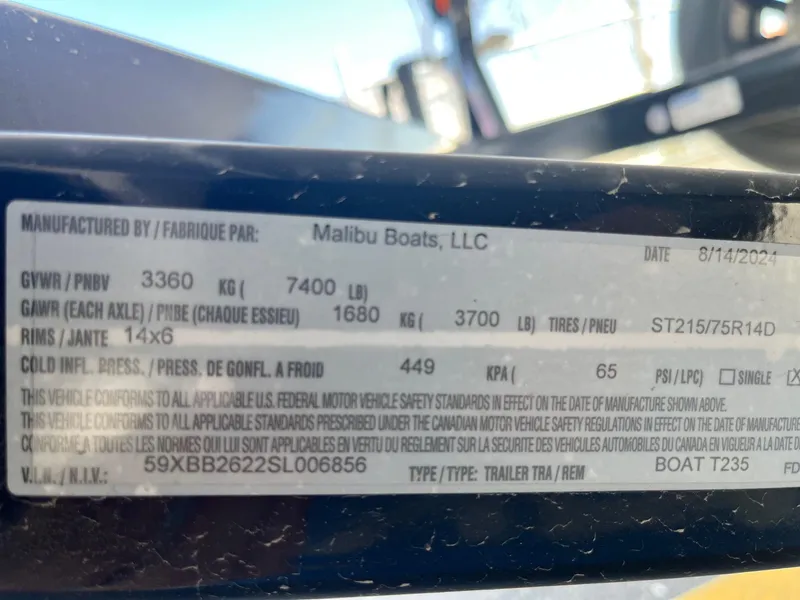 MANUFACTURED BY / FABRIQUE PAR: Malibu Boats, LLC DATE 8/14/2024
GVWR / PNBV 3360 KG ( 7400 LB)
GAWR (EACH AXLE) / PNBE (CHAQUE ESSIEU) 1680 KG ( 3700 LB) TIRES / PNEU ST215/75R14D
RIMS / JANTE 14x6
COLD INFL. PRESS. / PRESS. DE GONFL. A FROID 449 KPA ( 65 PSI / LPC) ☐ SINGLE
THIS VEHICLE CONFORMS TO ALL APPLICABLE U.S. FEDERAL MOTOR VEHICLE SAFETY STANDARDS IN EFFECT ON THE DATE OF MANUFACTURE SHOWN ABOVE.
THIS VEHICLE CONFORMS TO ALL APPLICABLE STANDARDS PRESCRIBED UNDER THE CANADIAN MOTOR VEHICLE SAFETY REGULATIONS IN EFFECT ON THE DATE OF MANUFACTURE
CONFORME A TOUTES LES NORMES QUI LUI SONT APPLICABLES EN VERTU DU REGLEMENT SUR LA SECURITE DES VEHICULES AUTOMOBILES DU CANADA EN VIGUEUR A LA DATE
V.I.N. / N.I.V.: 59XBB2622SL006856 TYPE / TYPE: TRAILER TRA / REM BOAT T235 FD